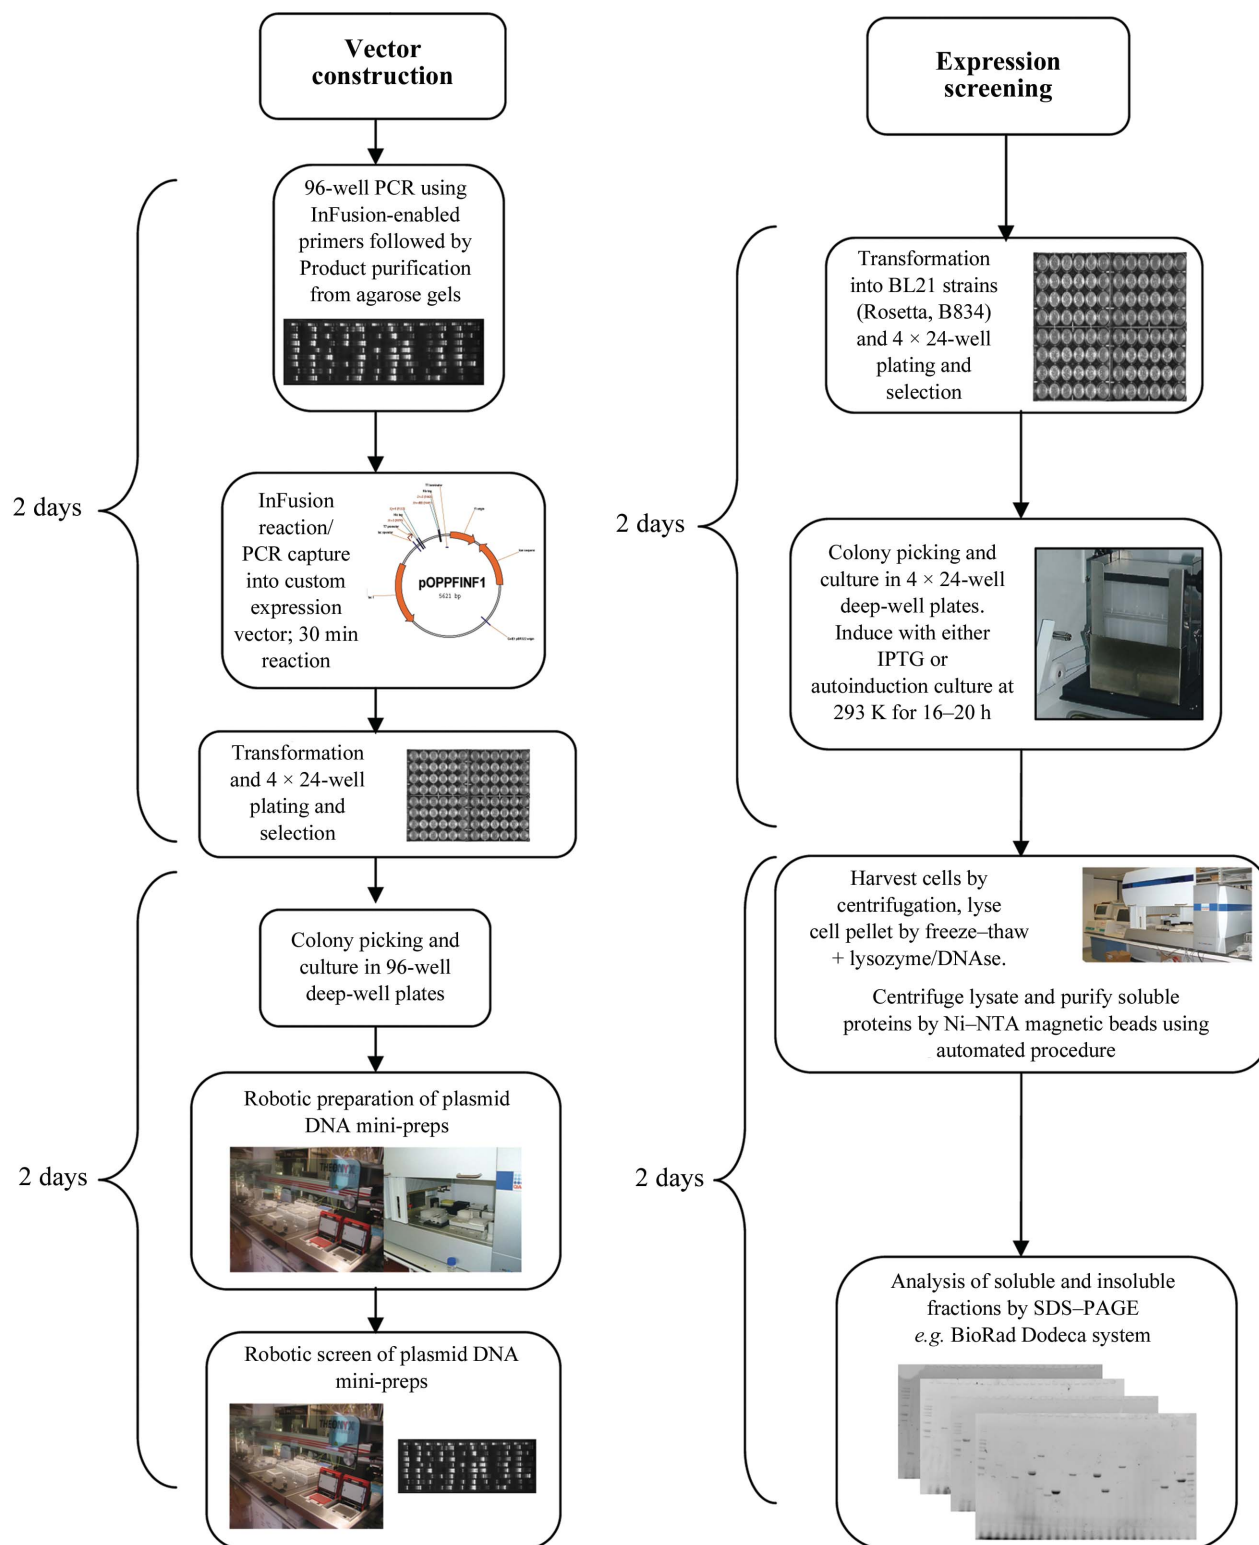 Vector
construction
96-well PCR using
InFusion-enabled
primers followed by
Product purification
from agarose gels
InFusion
reaction/
PCR capture
into custom
expression
vector; 30 min
reaction
pOPPFINF1
5621 bp
Transformation
and 4 × 24-well
plating and
selection
2 days
Colony picking and
culture in 96-well
deep-well plates
Robotic preparation of plasmid
DNA mini-preps
THEONYX
Robotic screen of plasmid DNA
mini-preps
THEONYX
2 days
Expression
screening
Transformation
into BL21 strains
(Rosetta, B834)
and 4 × 24-well
plating and
selection
Colony picking and
culture in 4 × 24-well
deep-well plates.
Induce with either
IPTG or
autoinduction culture at
293 K for 16–20 h
2 days
Harvest cells by
centrifugation, lyse
cell pellet by freeze–thaw
+ lysozyme/DNAse.
Centrifuge lysate and purify soluble
proteins by Ni–NTA magnetic beads using
automated procedure
Analysis of soluble and insoluble
fractions by SDS–PAGE
e.g. BioRad Dodeca system
2 days